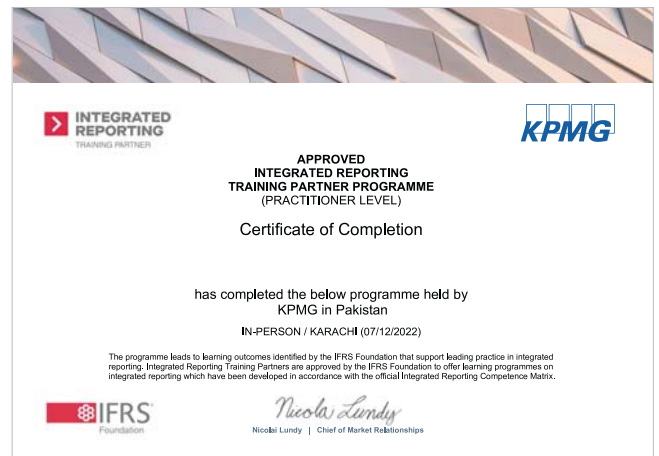 INTEGRATED
REPORTING
TRAINING PARTNER
KPMG
APPROVED
INTEGRATED REPORTING
TRAINING PARTNER PROGRAMME
(PRACTITIONER LEVEL)
Certificate of Completion
has completed the below programme held by
KPMG in Pakistan
IN-PERSON / KARACHI (07/12/2022)
The programme leads to learning outcomes identified by the IFRS Foundation that support leading practice in integrated
reporting. Integrated Reporting Training Partners are approved by the IFRS Foundation to offer learning programmes on
integrated reporting which have been developed in accordance with the official Integrated Reporting Competence Matrix.
IFRS
Foundation
Nicola Lundy
Nicolai Lundy | Chief of Market Relationships